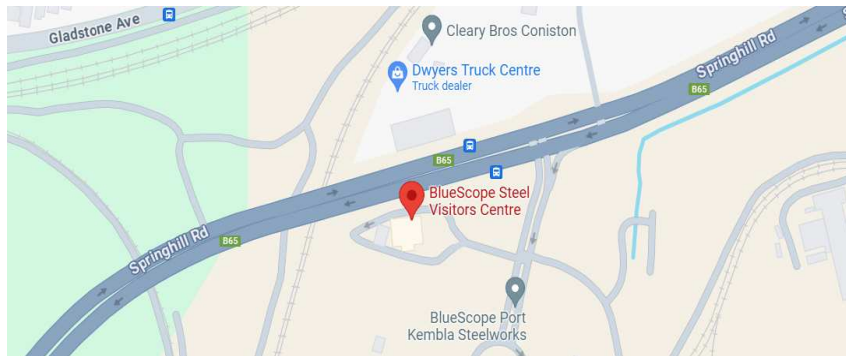 Gladstone Ave
Cleary Bros Coniston
Dwyers Truck Centre
Truck dealer
Springhill Rd
B65
B65
BlueScope Steel
Visitors Centre
Springhill Rd
B65
BlueScope Port
Kembla Steelworks